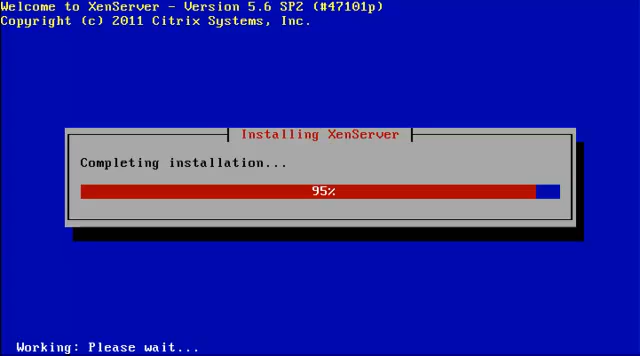 Welcome to XenServer - Version 5.6 SP2 (#47101p)
Copyright (c) 2011 Citrix Systems, Inc.
Installing XenServer
Completing installation...
95%
Working: Please wait...